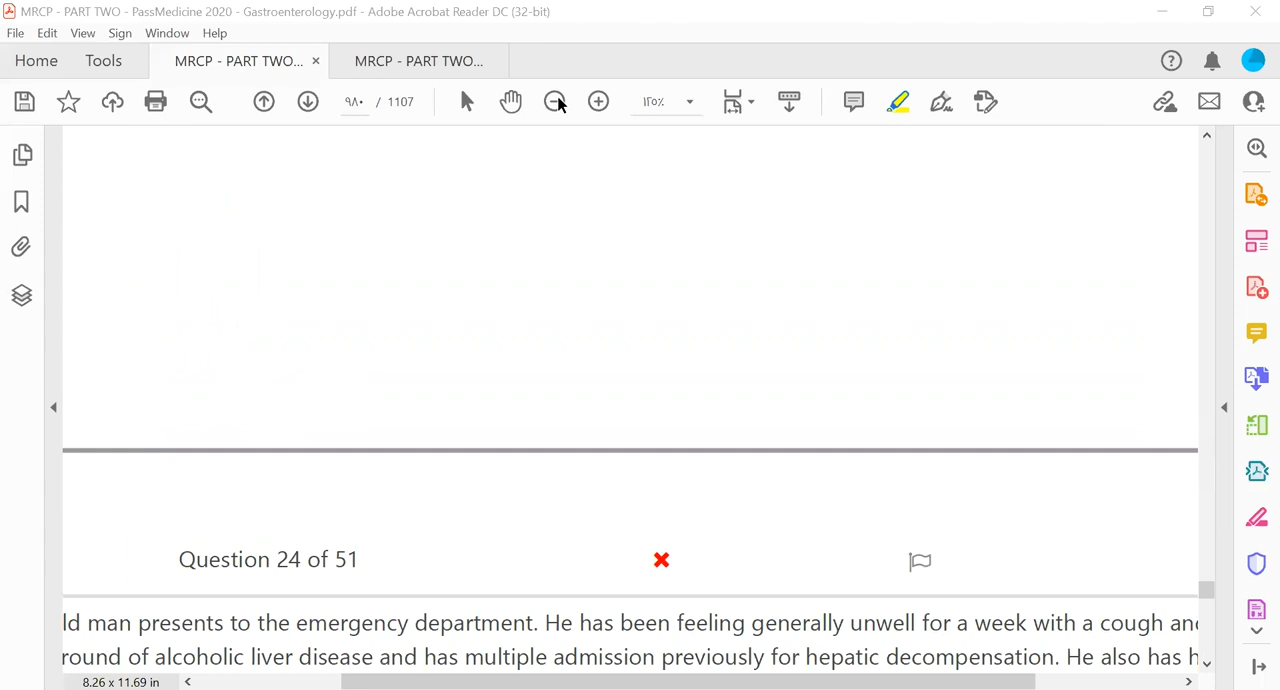 MRCP - PART TWO - PassMedicine 2020 - Gastroenterology.pdf - Adobe Acrobat Reader DC (32-bit)
File Edit View Sign Window Help
Home Tools MRCP - PART TWO... × MRCP - PART TWO...
٩٨٠ / 1107 ١٢٥٪
Question 24 of 51
ld man presents to the emergency department. He has been feeling generally unwell for a week with a cough and
round of alcoholic liver disease and has multiple admission previously for hepatic decompensation. He also has h
8.26 x 11.69 in